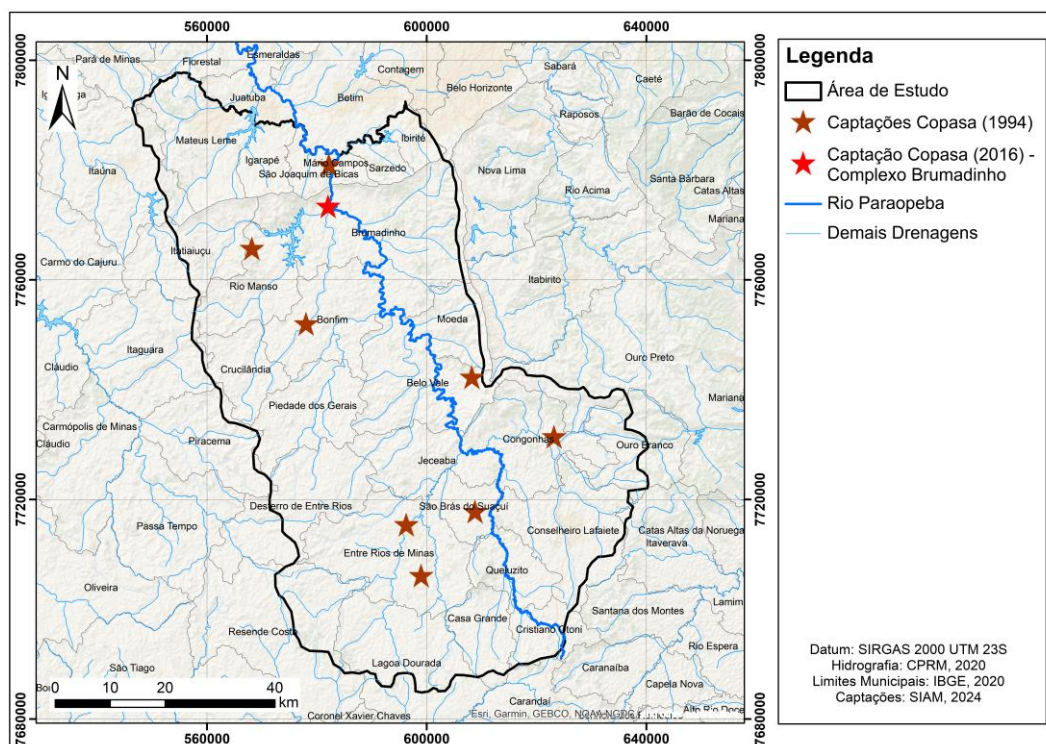 560000 600000 640000
7800000 7800000
7760000 7760000
7720000 7720000
7680000 7680000
N
Pará de Minas
Florestal
Esmeraldas
Contagem
Sabará
Caeté
Juatuba
Betim
Belo Horizonte
Raposos
Barão de Cocais
Mateus Leme
Ibirité
Igarapé
Mário Campos
Sarzedo
São Joaquim de Bicas
Itaúna
Nova Lima
Santa Bárbara
Rio Acima
Catas Altas
Mariana
Brumadinho
Itatiaiuçu
Carmo do Cajuru
Itabirito
Rio Manso
Moeda
Bonfim
Itaguara
Ouro Preto
Cláudio
Crucilândia
Belo Vale
Mariana
Piedade dos Gerais
Carmópolis de Minas
Piracema
Cláudio
Congonhas
Ouro Branco
Jeceaba
Desterro de Entre Rios
São Brás do Suaçuí
Passa Tempo
Conselheiro Lafaiete
Catas Altas da Noruega
Itaverava
Entre Rios de Minas
Queluzito
Oliveira
Santana dos Montes
Lamim
Casa Grande
Cristiano Otoni
Resende Costa
Rio Espera
São Tiago
Lagoa Dourada
Caranaíba
Capela Nova
Carandaí
Alto Rio Doce
Coronel Xavier Chaves
0 10 20 40
km
Esri, Garmin, GEBCO, NOAA NGDC
560000 600000 640000
Legenda
Área de Estudo
Captações Copasa (1994)
Captação Copasa (2016) -
Complexo Brumadinho
Rio Paraopeba
Demais Drenagens
Datum: SIRGAS 2000 UTM 23S
Hidrografia: CPRM, 2020
Limites Municipais: IBGE, 2020
Captações: SIAM, 2024